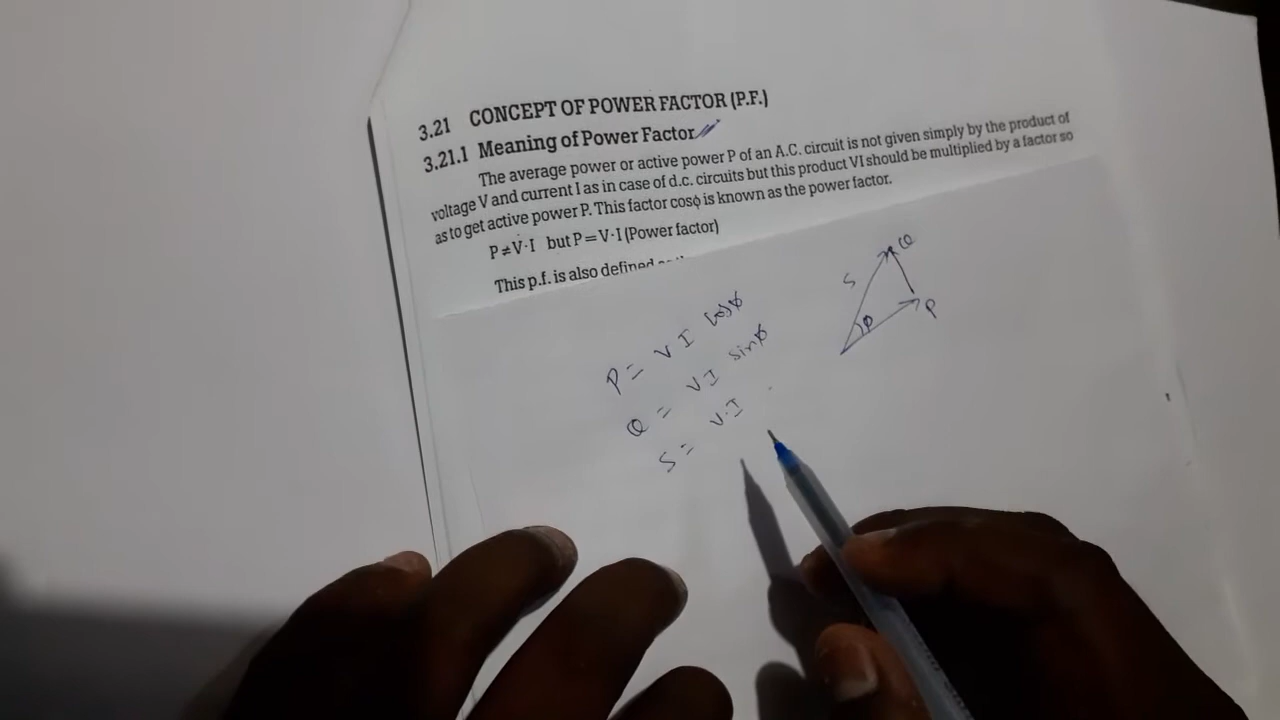 3.21 CONCEPT OF POWER FACTOR (P.F.)
3.21.1 Meaning of Power Factor
The average power or active power P of an A.C. circuit is not given simply by the product of
voltage V and current I as in case of d.c. circuits but this product VI should be multiplied by a factor so
as to get active power P. This factor cosϕ is known as the power factor.
P≠V·I but P=V·I (Power factor)
This p.f. is also defined
P = V I cosϕ
Q = VI sinϕ
S = V·I
S
Q
ϕ
P